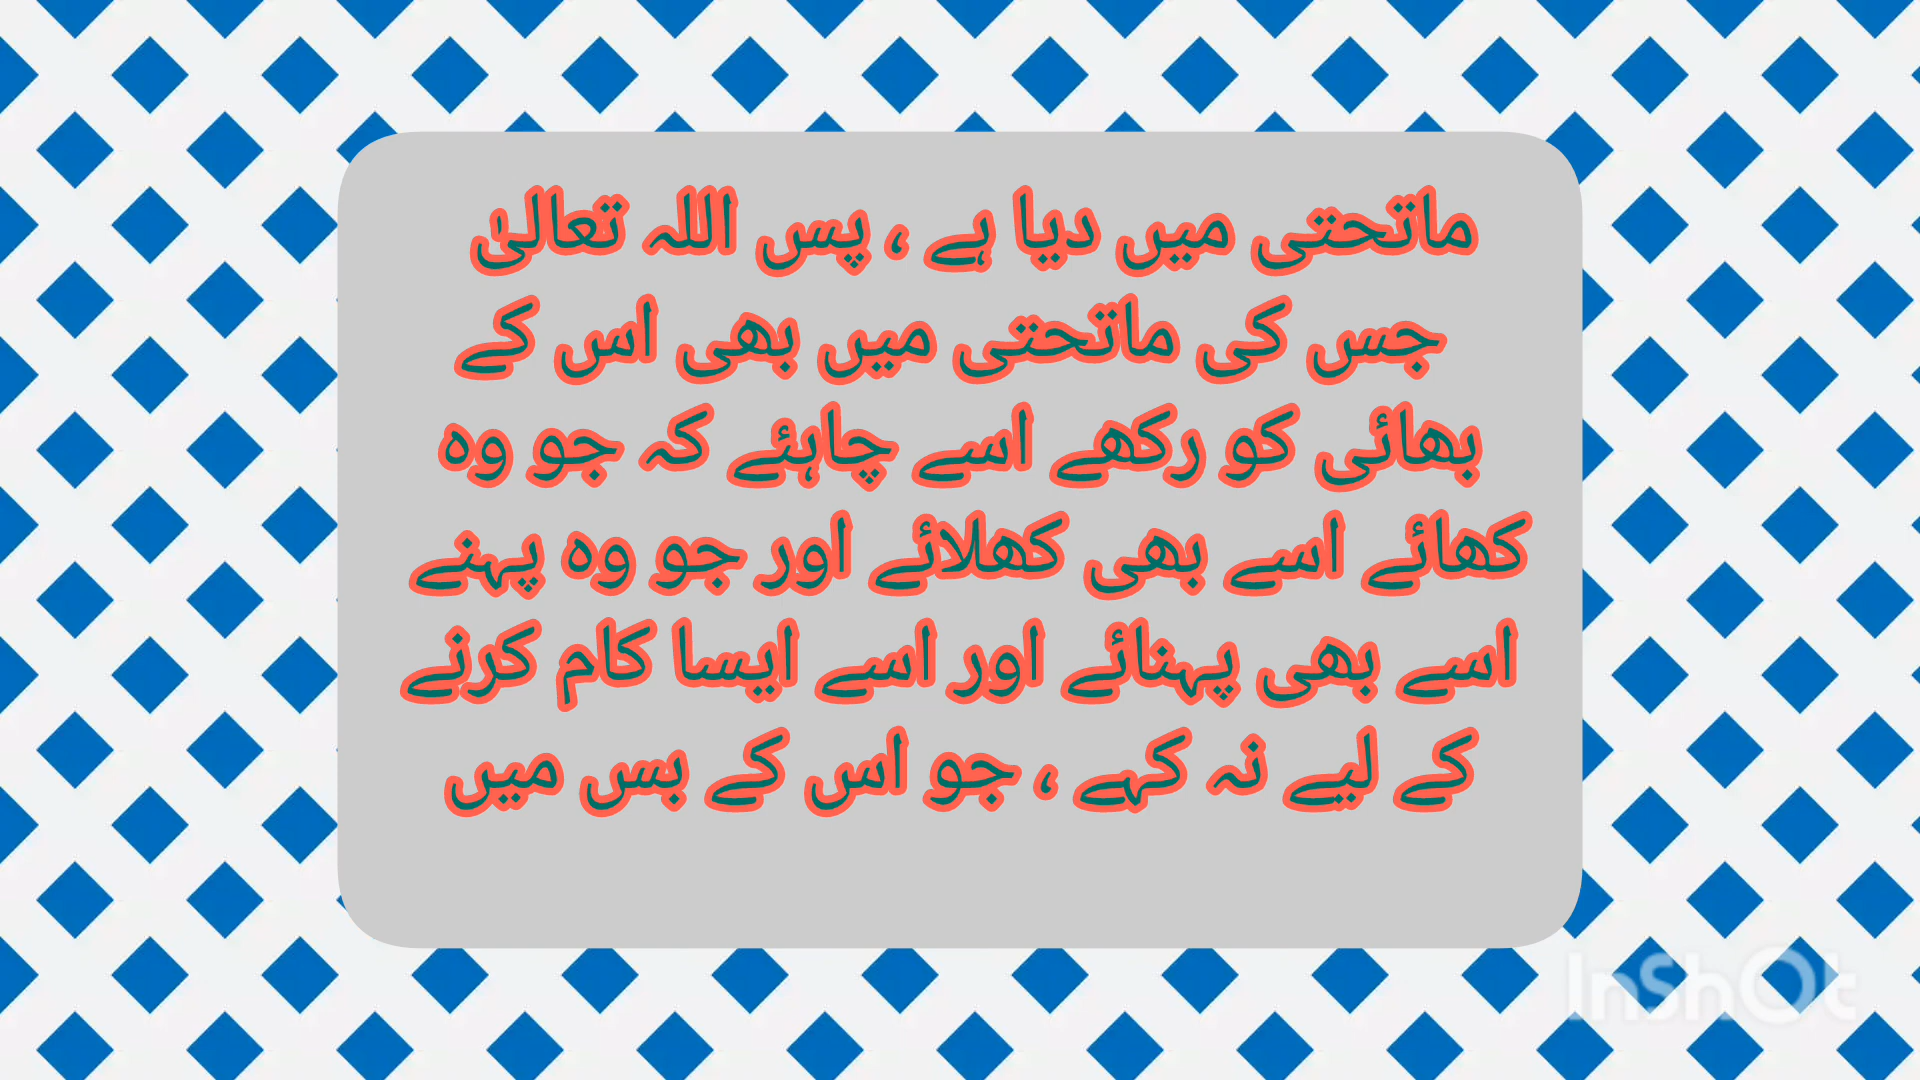 ماتحتی میں دیا ہے ، پس اللہ تعالیٰ
جس کی ماتحتی میں بھی اس کے
بھائی کو رکھے اسے چاہئے کہ جو وہ
کھائے اسے بھی کھلائے اور جو وہ پہنے
اسے بھی پہنائے اور اسے ایسا کام کرنے
کے لیے نہ کہے ، جو اس کے بس میں
InShOt